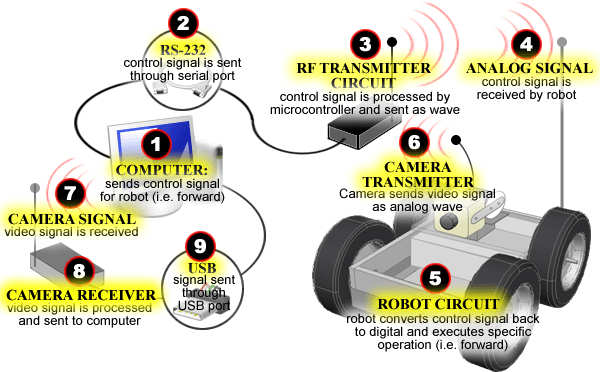 1
COMPUTER:
sends control signal
for robot (i.e. forward)
2
RS-232
control signal is sent
through serial port
3
RF TRANSMITTER
CIRCUIT
control signal is processed by
microcontroller and sent as wave
4
ANALOG SIGNAL
control signal is
received by robot
5
ROBOT CIRCUIT
robot converts control signal back
to digital and executes specific
operation (i.e. forward)
6
CAMERA
TRANSMITTER
Camera sends video signal
as analog wave
7
CAMERA SIGNAL
video signal is received
8
CAMERA RECEIVER
video signal is processed
and sent to computer
9
USB
signal sent
through
USB port